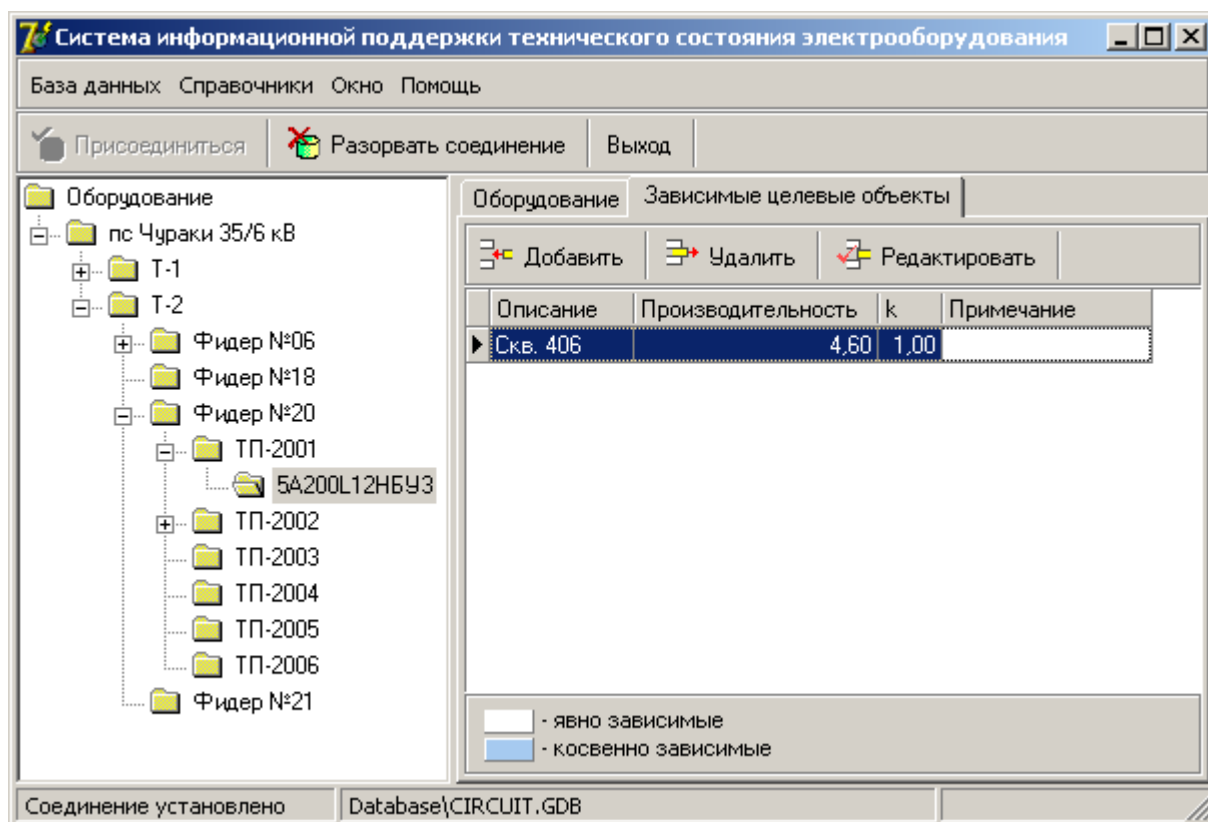 Система информационной поддержки технического состояния электрооборудования
База данных Справочники Окно Помощь
Присоединиться Разорвать соединение Выход
Оборудование
пс Чураки 35/6 кВ
Т-1
Т-2
Фидер №06
Фидер №18
Фидер №20
ТП-2001
5А200L12НБУ3
ТП-2002
ТП-2003
ТП-2004
ТП-2005
ТП-2006
Фидер №21
Оборудование Зависимые целевые объекты
Добавить Удалить Редактировать
Описание Производительность k Примечание
Скв. 406 4,60 1,00
- явно зависимые
- косвенно зависимые
Соединение установлено Database\CIRCUIT.GDB